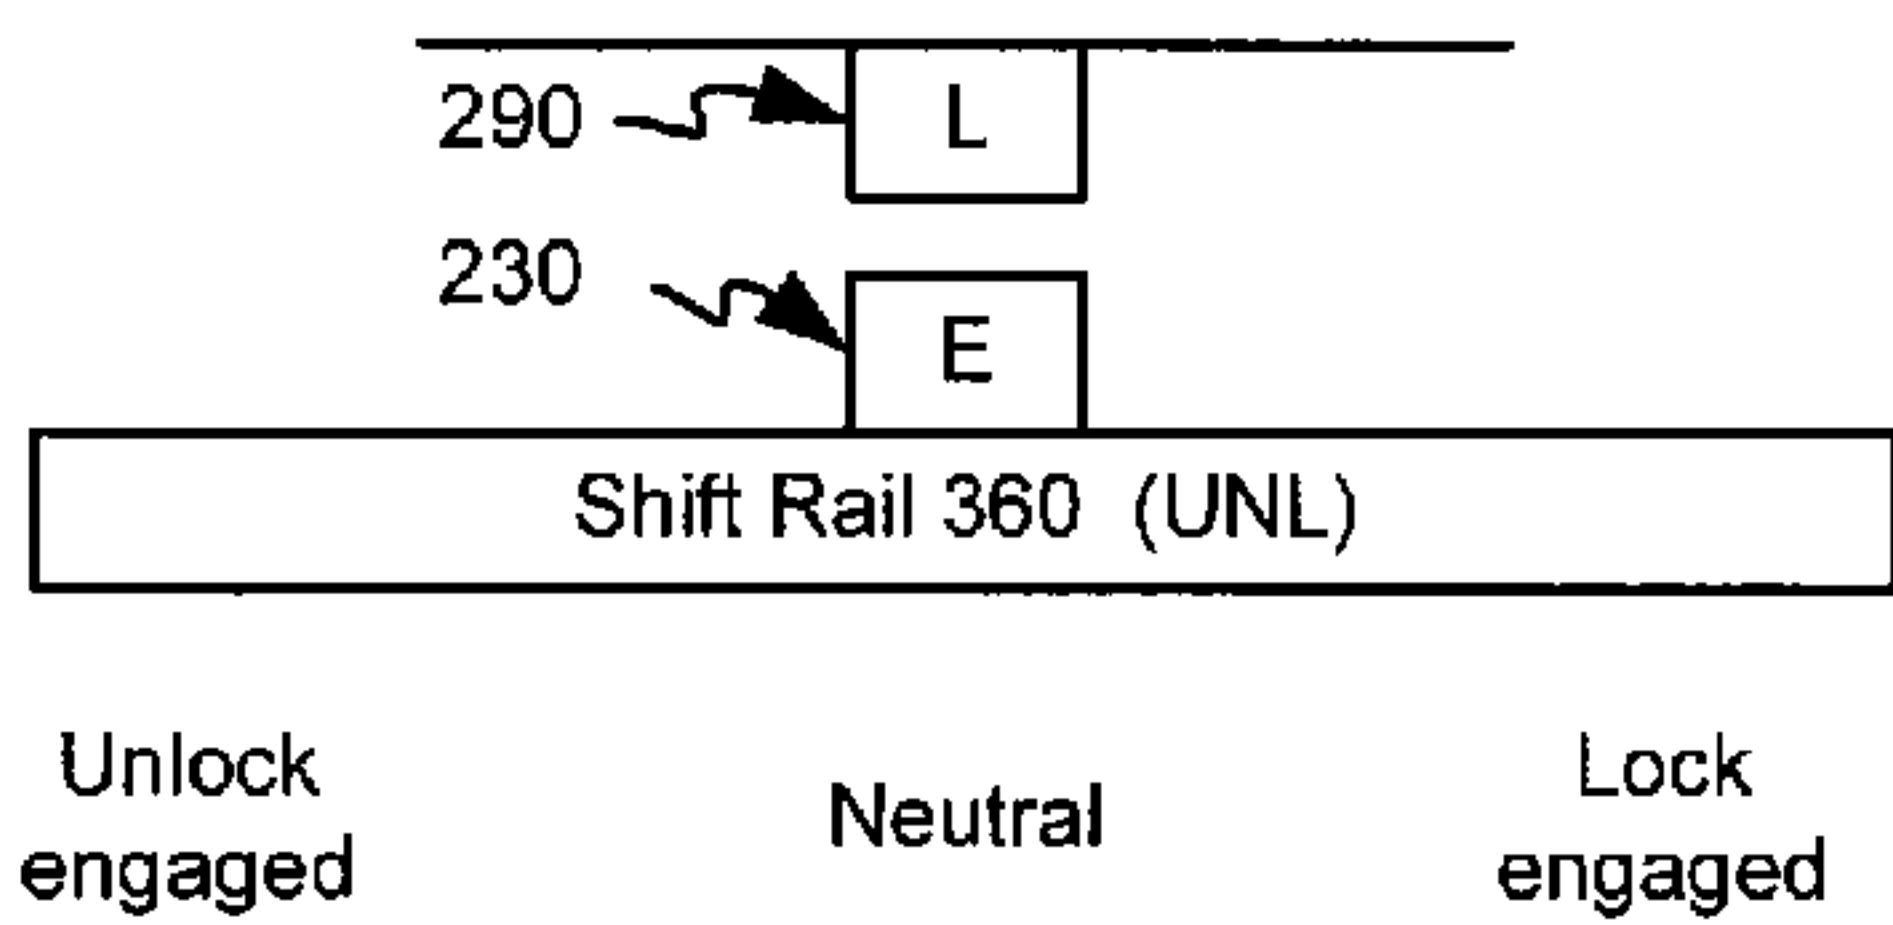 290 L
230 E
Shift Rail 360 (UNL)
Unlock engaged
Neutral
Lock engaged